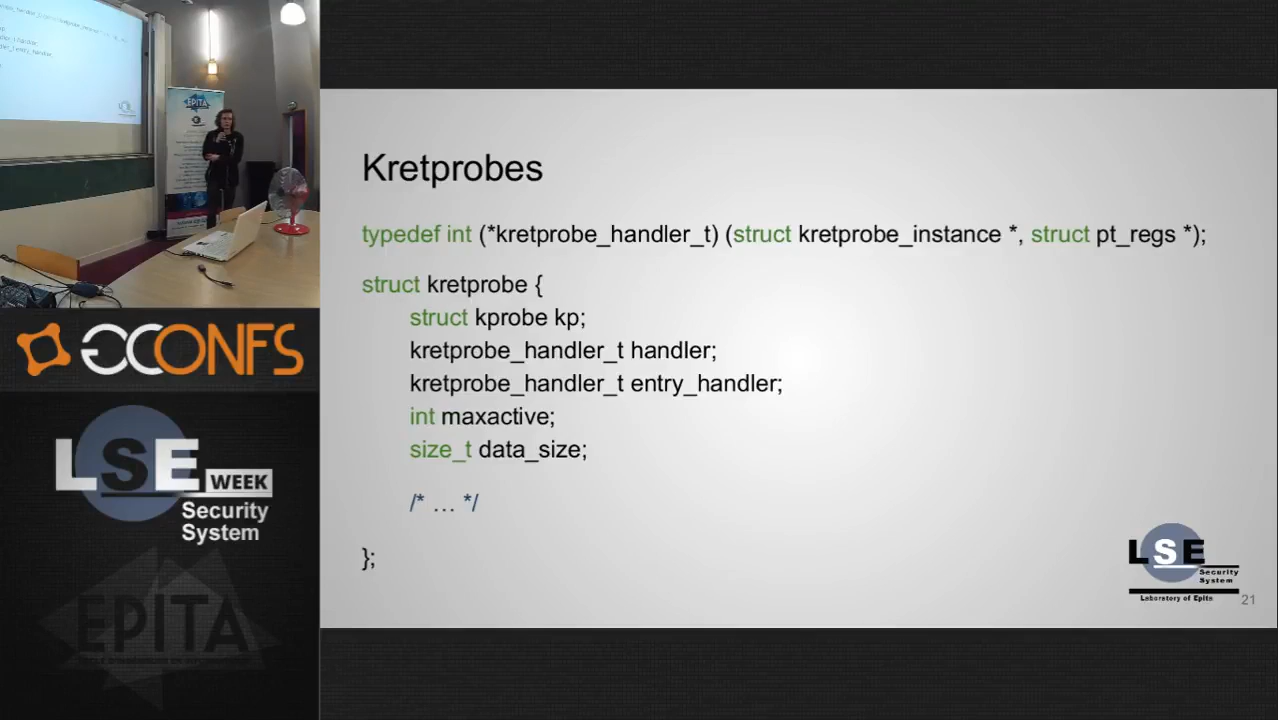 EPITA
Kretprobes
typedef int (*kretprobe_handler_t) (struct kretprobe_instance *, struct pt_regs *);
struct kretprobe {
struct kprobe kp;
kretprobe_handler_t handler;
kretprobe_handler_t entry_handler;
int maxactive;
size_t data_size;
/* … */
};
LSE
Security
System
Laboratory of Epita
21
CONFS
LSE WEEK
Security
System
EPITA